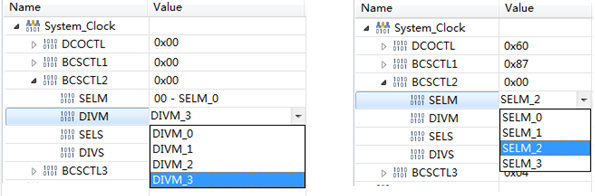 Name Value
System_Clock
DCOCTL 0x00
BCSCTL1 0x00
BCSCTL2 0x00
SELM 00 - SELM_0
DIVM DIVM_3
SELS DIVM_0
DIVM_1
DIVS DIVM_2
BCSCTL3 DIVM_3
Name Value
System_Clock
DCOCTL 0x60
BCSCTL1 0x87
BCSCTL2 0x00
SELM SELM_2
DIVM SELM_0
SELS SELM_1
SELM_2
DIVS SELM_3
BCSCTL3 0x04